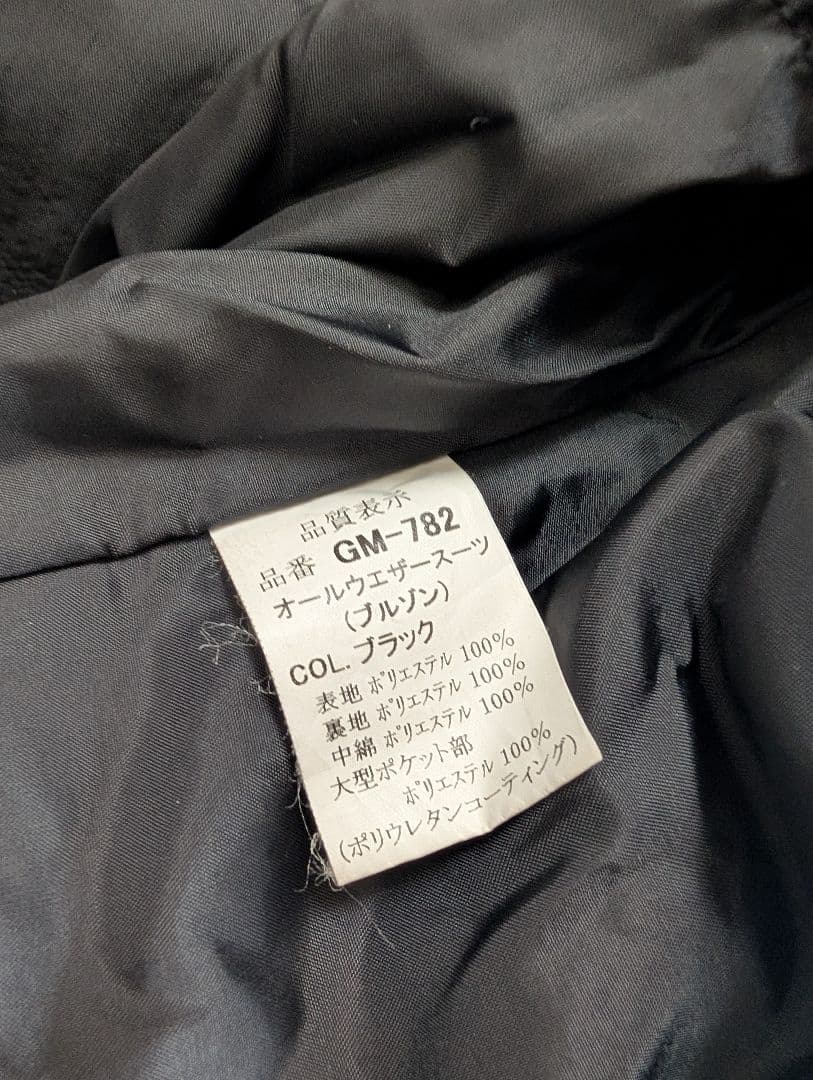 品質表示
品番 GM-782
オールウエザースーツ
(ブルゾン)
COL. ブラック
表地 ポリエステル 100%
裏地 ポリエステル 100%
中綿 ポリエステル 100%
大型ポケット部
ポリエステル 100%
(ポリウレタンコーティング)